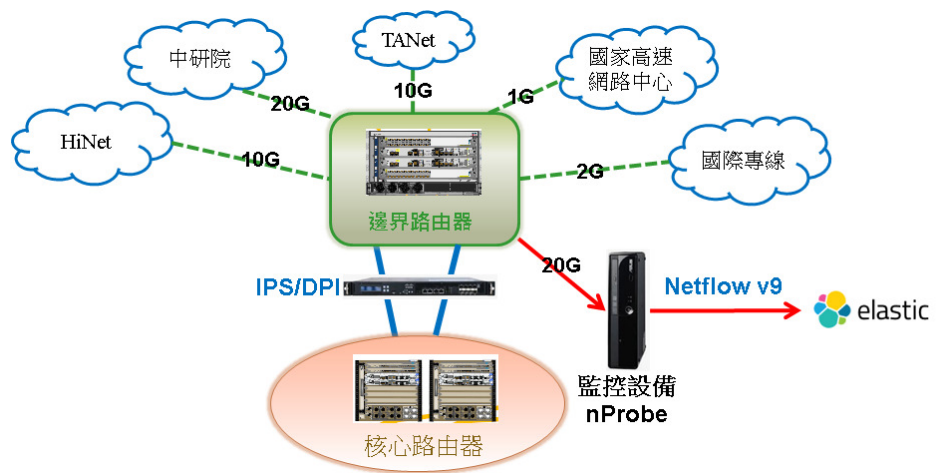 TANet
中研院
國家高速
網路中心
20G
10G
1G
HiNet
10G
2G
國際專線
邊界路由器
20G
IPS/DPI
Netflow v9
elastic
監控設備
nProbe
核心路由器